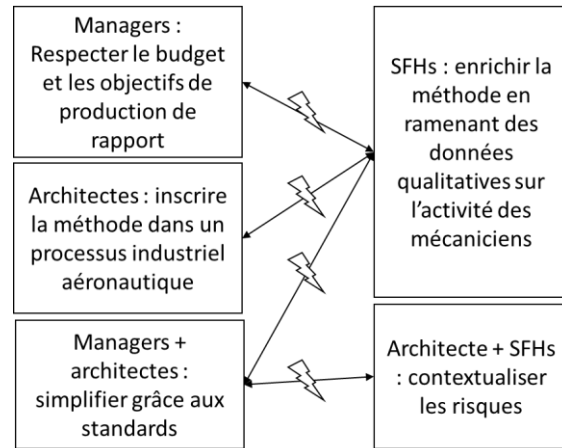 Managers :
Respecter le budget
et les objectifs de
production de
rapport
Architectes : inscrire
la méthode dans un
processus industriel
aéronautique
Managers +
architectes :
simplifier grâce aux
standards
SFHs : enrichir la
méthode en
ramenant des
données
qualitatives sur
l’activité des
mécaniciens
Architecte + SFHs
: contextualiser
les risques